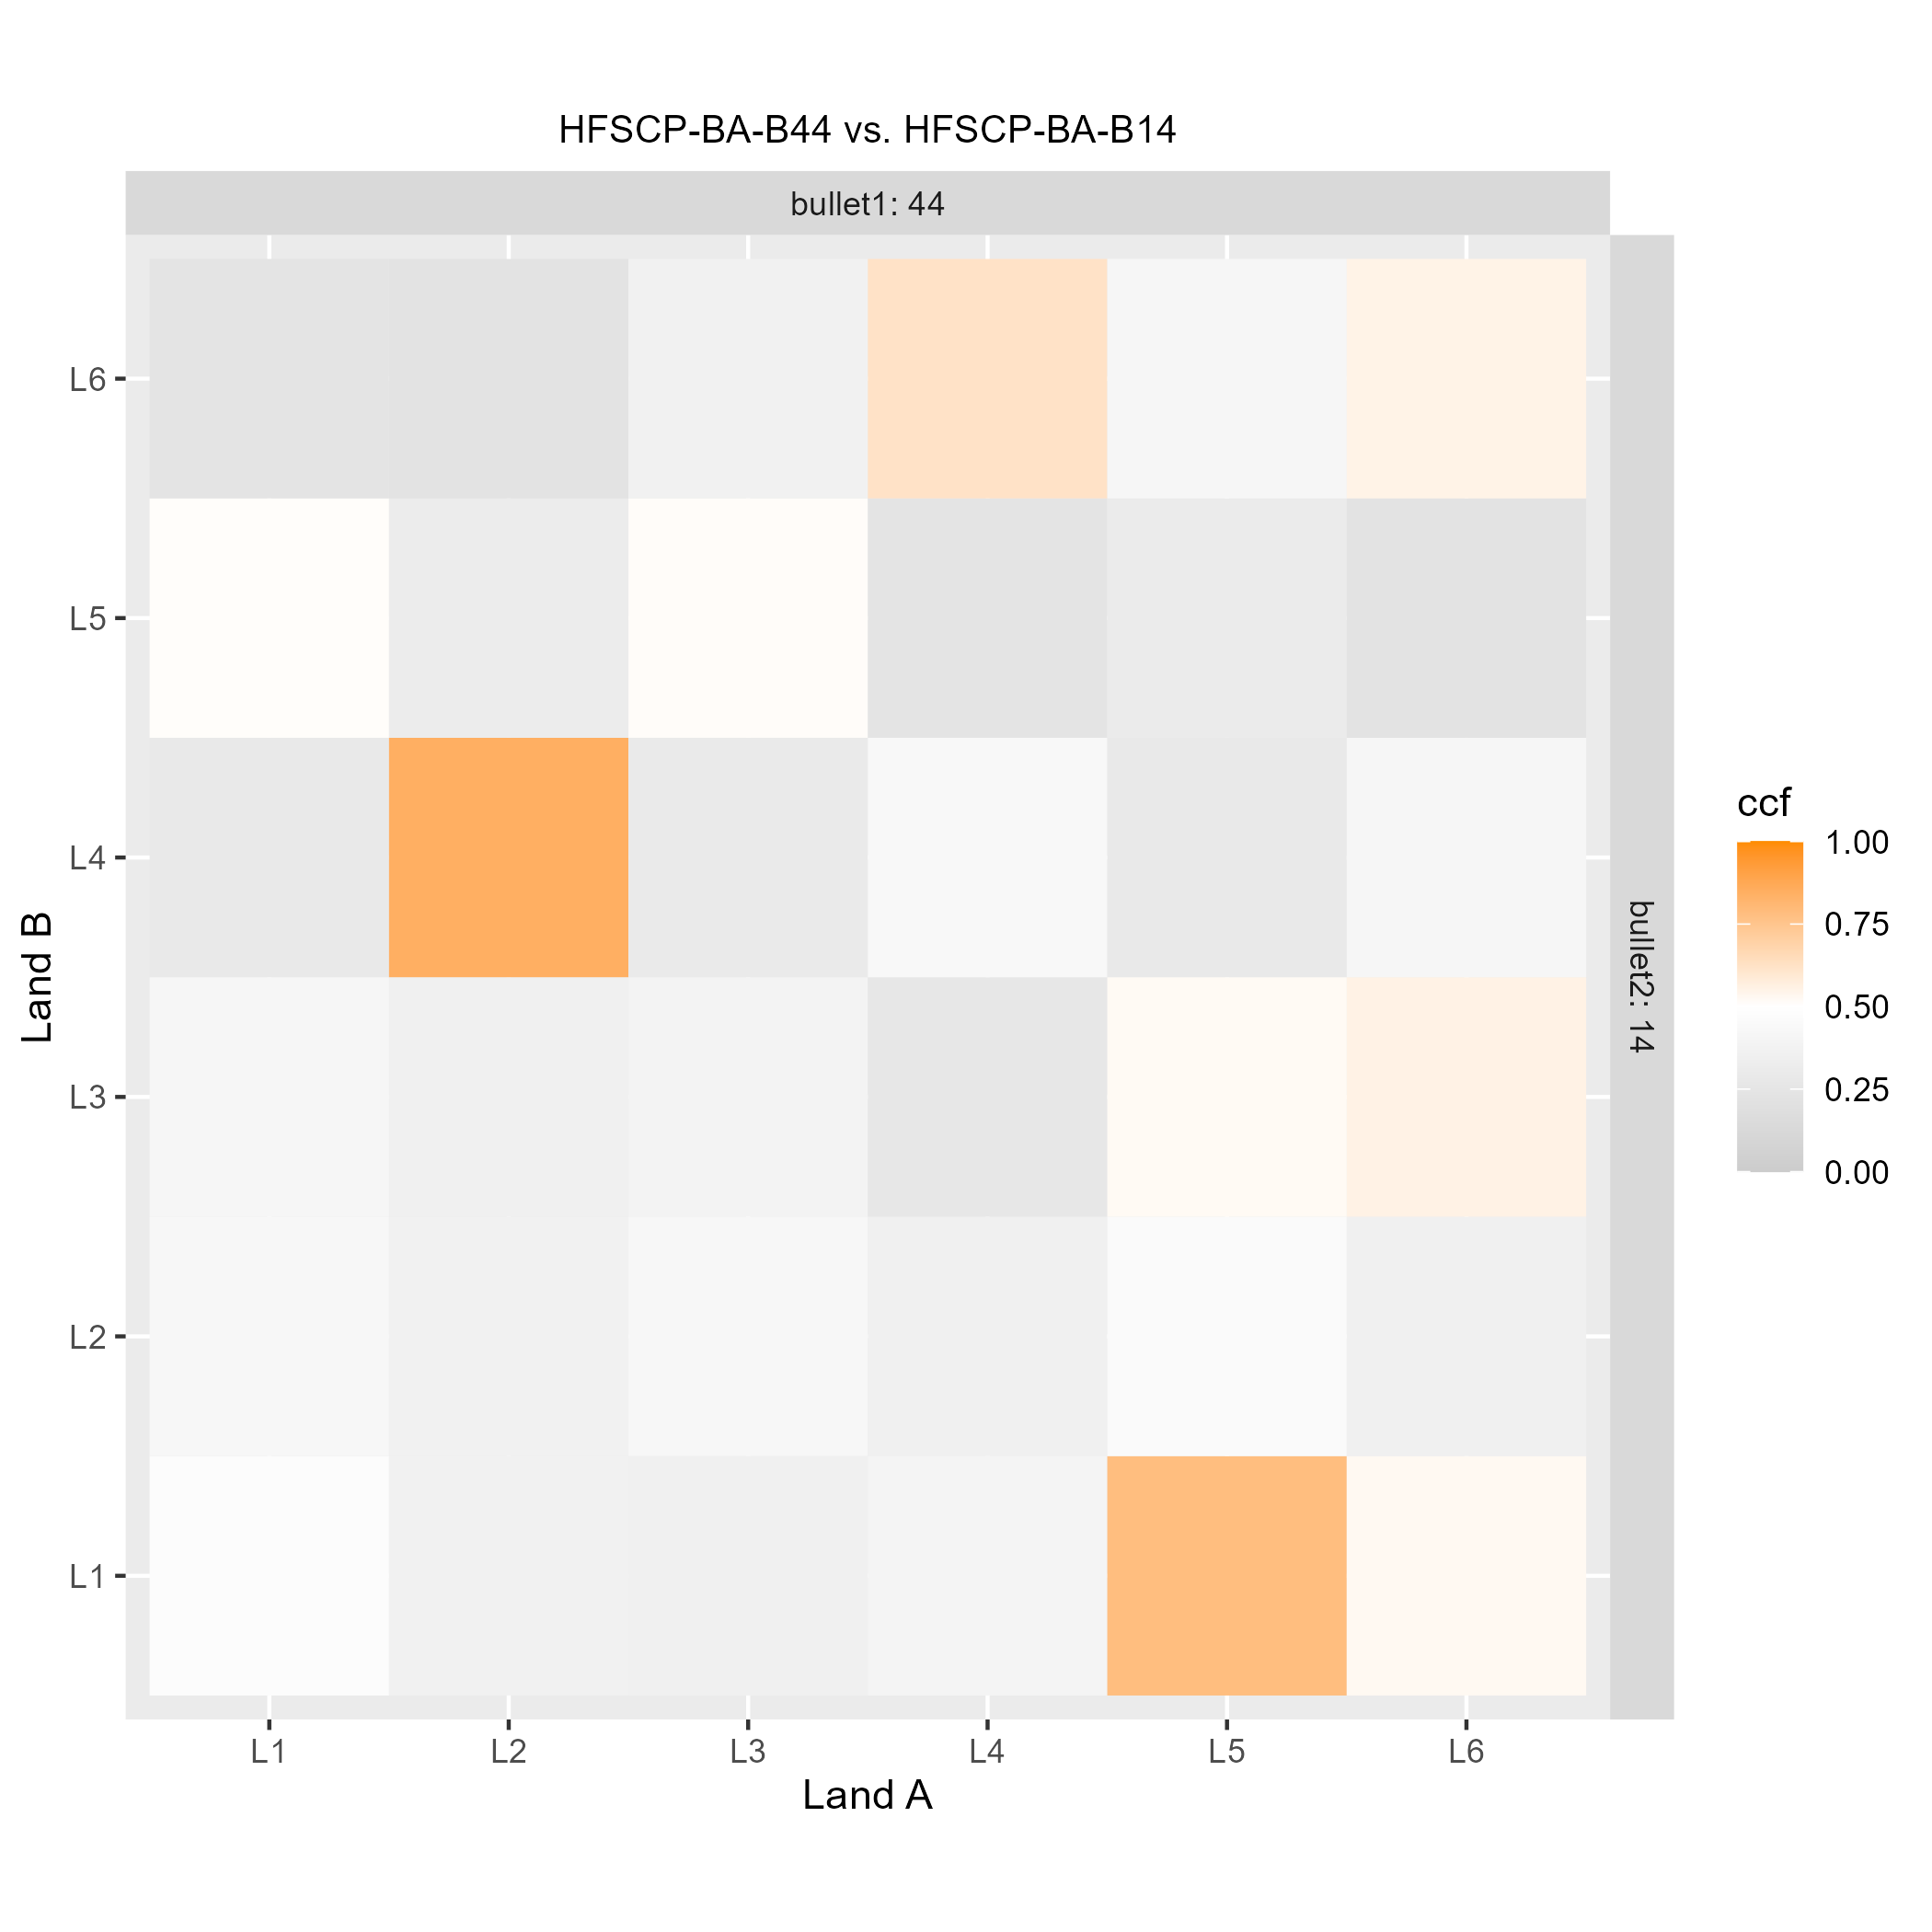 HFSCP-BA-B44 vs. HFSCP-BA-B14
bullet1: 44
L6
L5
L4
L3
L2
L1
Land B
bullet2: 14
L1 L2 L3 L4 L5 L6
Land A
ccf
1.00
0.75
0.50
0.25
0.00